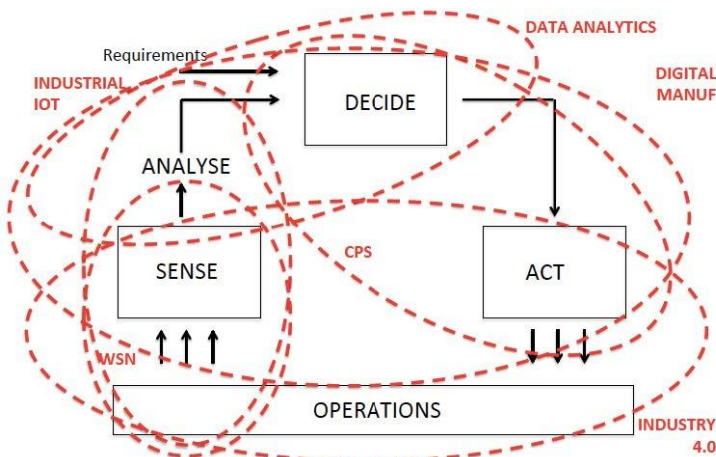 DATA ANALYTICS
Requirements
INDUSTRIAL
IOT
DIGITAL
MANUF
DECIDE
ANALYSE
CPS
SENSE
ACT
WSN
OPERATIONS
INDUSTRY
4.0